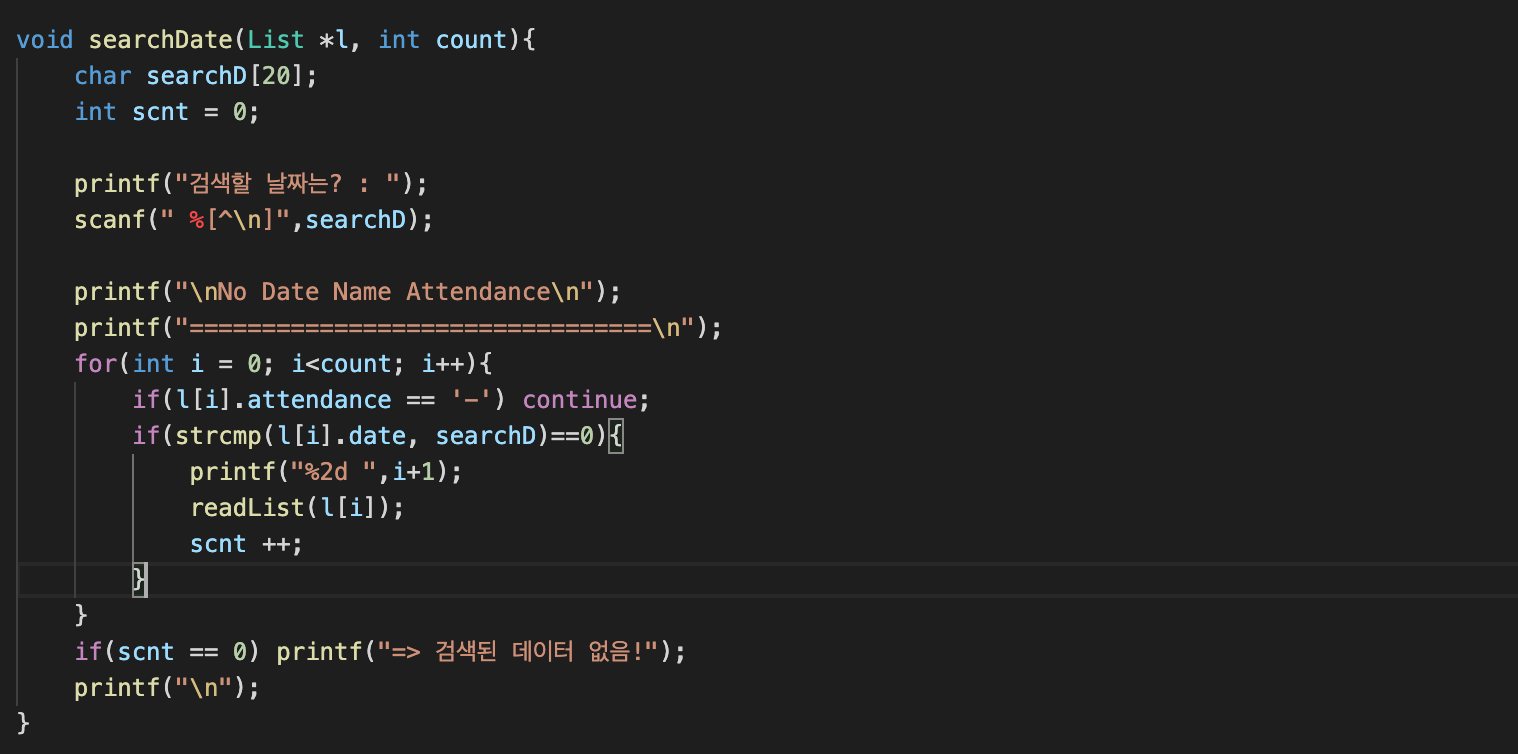 void searchDate(List *l, int count){
    char searchD[20];
    int scnt = 0;

    printf("검색할 날짜는? : ");
    scanf(" %[^\n]",searchD);

    printf("\nNo Date Name Attendance\n");
    printf("================================\n");
    for(int i = 0; i<count; i++){
        if(l[i].attendance == '-') continue;
        if(strcmp(l[i].date, searchD)==0){
            printf("%2d ",i+1);
            readList(l[i]);
            scnt ++;
        }
    }
    if(scnt == 0) printf("=> 검색된 데이터 없음!");
    printf("\n");
}